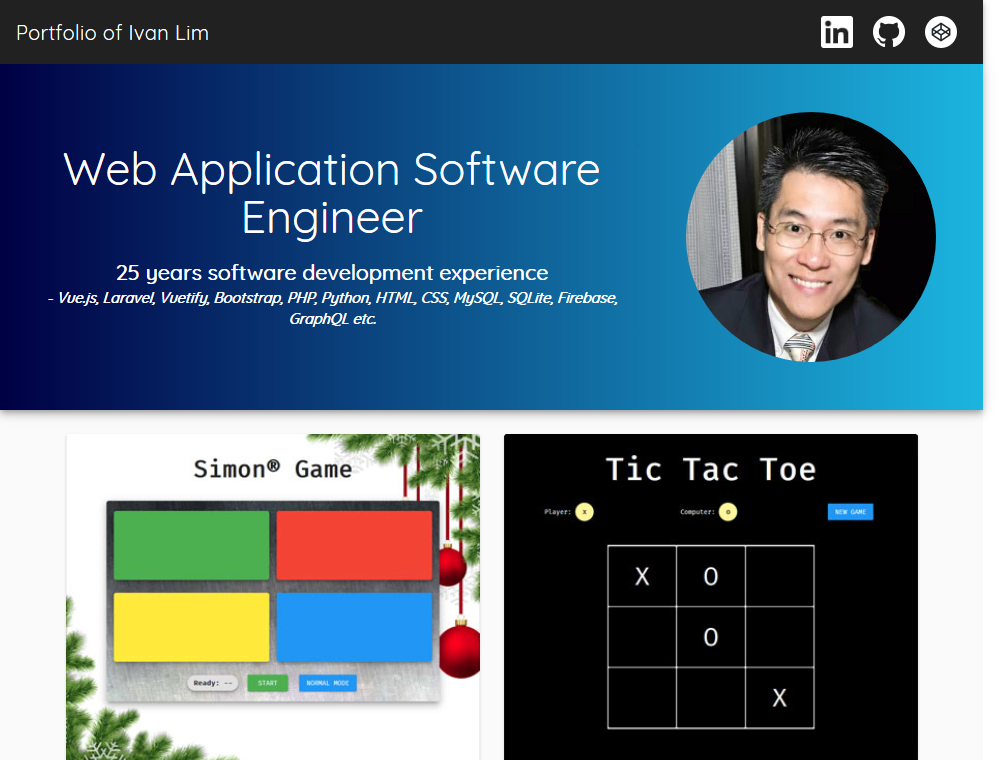 Portfolio of Ivan Lim
in
Web Application Software
Engineer
25 years software development experience
- Vue.js, Laravel, Vuetify, Bootstrap, PHP, Python, HTML, CSS, MySQL, SQLite, Firebase,
GraphQL etc.
Simon® Game
Ready: --
START
NORMAL MODE
Tic Tac Toe
Player: X
Computer: O
NEW GAME
X O
O
X